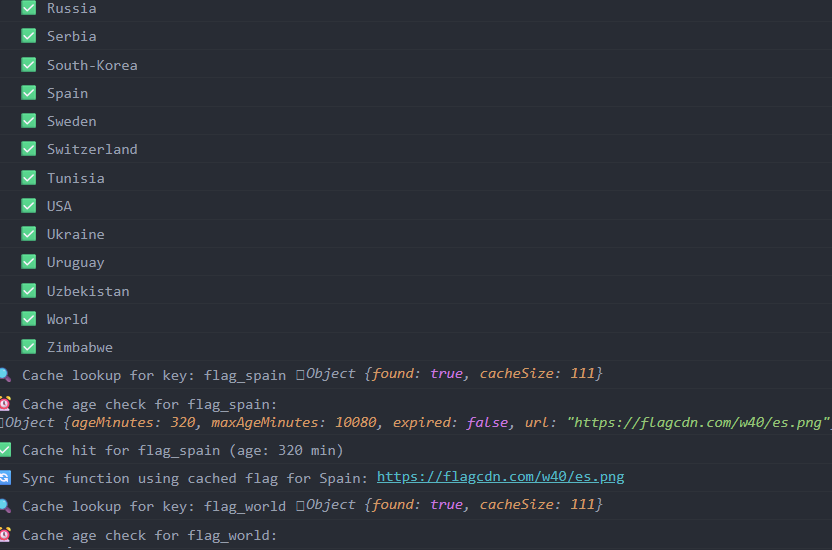 ✅ Russia
✅ Serbia
✅ South-Korea
✅ Spain
✅ Sweden
✅ Switzerland
✅ Tunisia
✅ USA
✅ Ukraine
✅ Uruguay
✅ Uzbekistan
✅ World
✅ Zimbabwe
🔍 Cache lookup for key: flag_spain Object {found: true, cacheSize: 111}
⏰ Cache age check for flag_spain:
Object {ageMinutes: 320, maxAgeMinutes: 10080, expired: false, url: "https://flagcdn.com/w40/es.png"
✅ Cache hit for flag_spain (age: 320 min)
🔄 Sync function using cached flag for Spain: https://flagcdn.com/w40/es.png
🔍 Cache lookup for key: flag_world Object {found: true, cacheSize: 111}
⏰ Cache age check for flag_world: